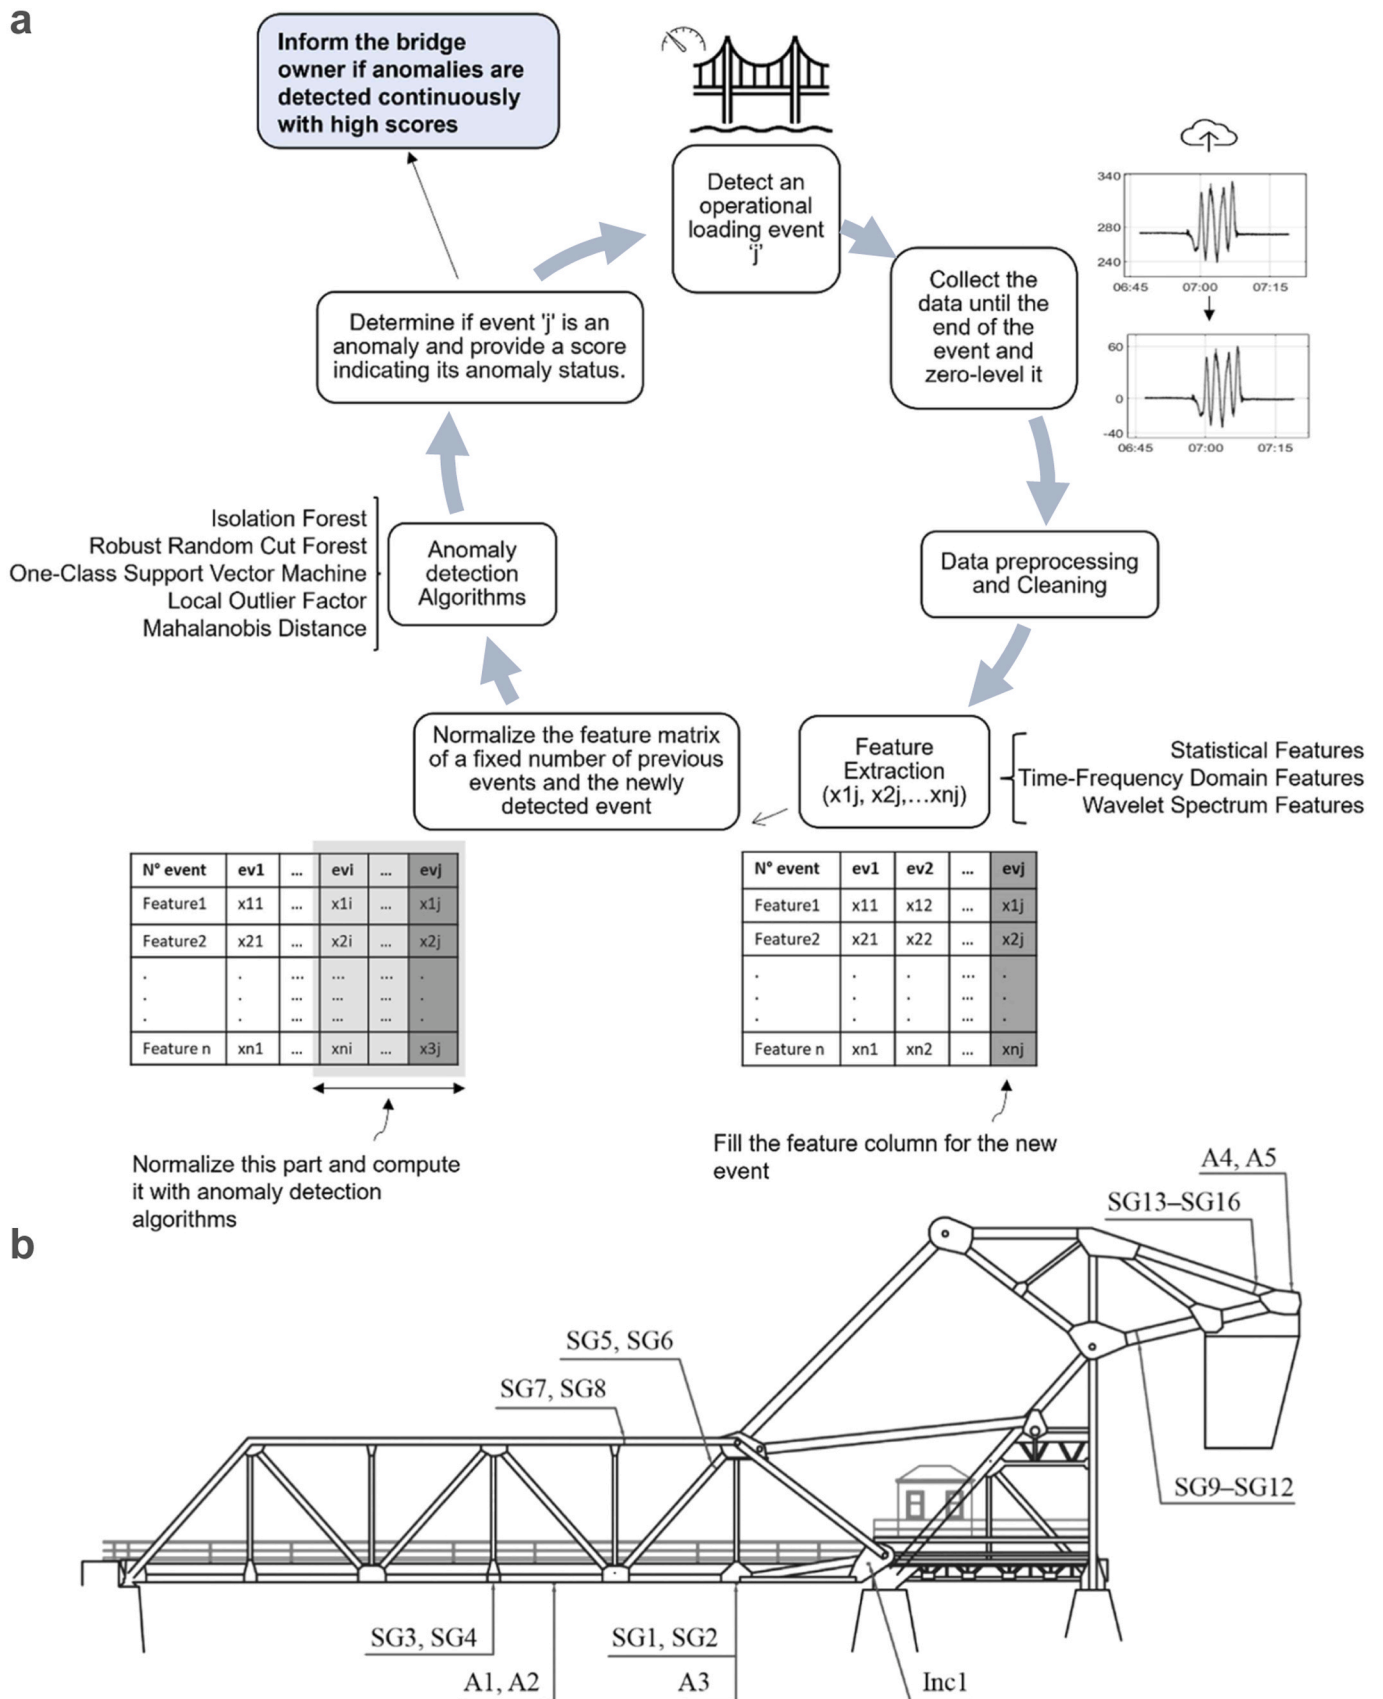 a
Inform the bridge
owner if anomalies are
detected continuously
with high scores
Detect an
operational
loading event
'j'
Collect the
data until the
end of the
event and
zero-level it
340
280
240
06:45 07:00 07:15
60
0
-40
06:45 07:00 07:15
Determine if event 'j' is an
anomaly and provide a score
indicating its anomaly status.
Isolation Forest
Robust Random Cut Forest
One-Class Support Vector Machine
Local Outlier Factor
Mahalanobis Distance
Anomaly
detection
Algorithms
Data preprocessing
and Cleaning
Normalize the feature matrix
of a fixed number of previous
events and the newly
detected event
Feature
Extraction
(x1j, x2j,...xnj)
Statistical Features
Time-Frequency Domain Features
Wavelet Spectrum Features
N° event ev1 ... evi ... evj
Feature1 x11 ... x1i ... x1j
Feature2 x21 ... x2i ... x2j
. . ... ... ... .
. . ... ... ... .
. . ... ... ... .
Feature n xn1 ... xni ... x3j
Normalize this part and compute
it with anomaly detection
algorithms
N° event ev1 ev2 ... evj
Feature1 x11 x12 ... x1j
Feature2 x21 x22 ... x2j
. . . ... .
. . . ... .
. . . ... .
Feature n xn1 xn2 ... xnj
Fill the feature column for the new
event
b
A4, A5
SG13–SG16
SG5, SG6
SG7, SG8
SG9–SG12
SG3, SG4
SG1, SG2
A1, A2
A3
Inc1